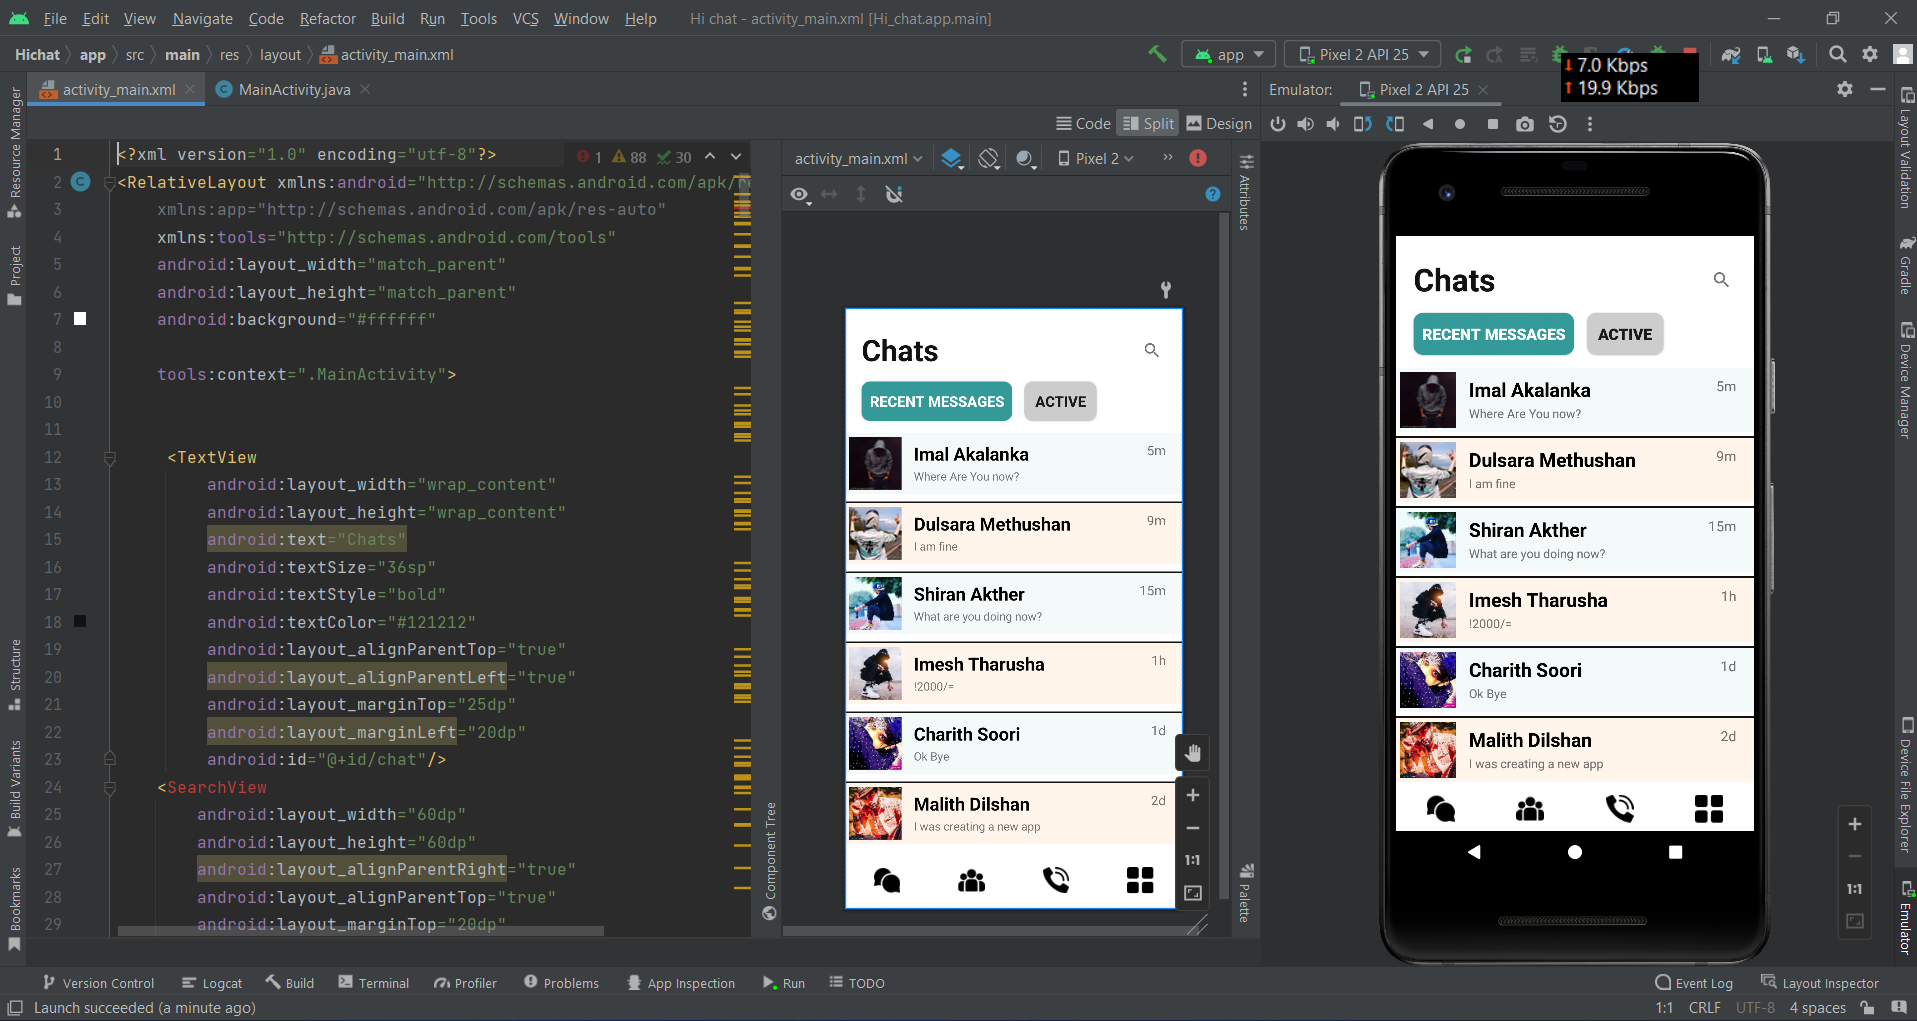 File Edit View Navigate Code Refactor Build Run Tools VCS Window Help Hi chat - activity_main.xml [Hi_chat.app.main]
Hichat app src main res layout activity_main.xml app Pixel 2 API 25
7.0 Kbps
19.9 Kbps
activity_main.xml MainActivity.java
Emulator: Pixel 2 API 25
Code Split Design
Resource Manager
Project
Structure
Build Variants
Bookmarks
1 <?xml version="1.0" encoding="utf-8"?> 1 88 30
2 <RelativeLayout xmlns:android="http://schemas.android.com/apk/re
3 xmlns:app="http://schemas.android.com/apk/res-auto"
4 xmlns:tools="http://schemas.android.com/tools"
5 android:layout_width="match_parent"
6 android:layout_height="match_parent"
7 android:background="#ffffff"
8
9 tools:context=".MainActivity">
10
11
12 <TextView
13 android:layout_width="wrap_content"
14 android:layout_height="wrap_content"
15 android:text="Chats"
16 android:textSize="36sp"
17 android:textStyle="bold"
18 android:textColor="#121212"
19 android:layout_alignParentTop="true"
20 android:layout_alignParentLeft="true"
21 android:layout_marginTop="25dp"
22 android:layout_marginLeft="20dp"
23 android:id="@+id/chat"/>
24 <SearchView
25 android:layout_width="60dp"
26 android:layout_height="60dp"
27 android:layout_alignParentRight="true"
28 android:layout_alignParentTop="true"
29 android:layout_marginTop="20dp"
Component Tree
activity_main.xml Pixel 2
Chats
RECENT MESSAGES ACTIVE
Imal Akalanka 5m
Where Are You now?
Dulsara Methushan 9m
I am fine
Shiran Akther 15m
What are you doing now?
Imesh Tharusha 1h
!2000/=
Charith Soori 1d
Ok Bye
Malith Dilshan 2d
I was creating a new app
1:1
Attributes
Palette
Chats
RECENT MESSAGES ACTIVE
Imal Akalanka 5m
Where Are You now?
Dulsara Methushan 9m
I am fine
Shiran Akther 15m
What are you doing now?
Imesh Tharusha 1h
!2000/=
Charith Soori 1d
Ok Bye
Malith Dilshan 2d
I was creating a new app
1:1
Layout Validation
Gradle
Device Manager
Device File Explorer
Emulator
Version Control Logcat Build Terminal Profiler Problems App Inspection Run TODO Event Log Layout Inspector
Launch succeeded (a minute ago) 1:1 CRLF UTF-8 4 spaces